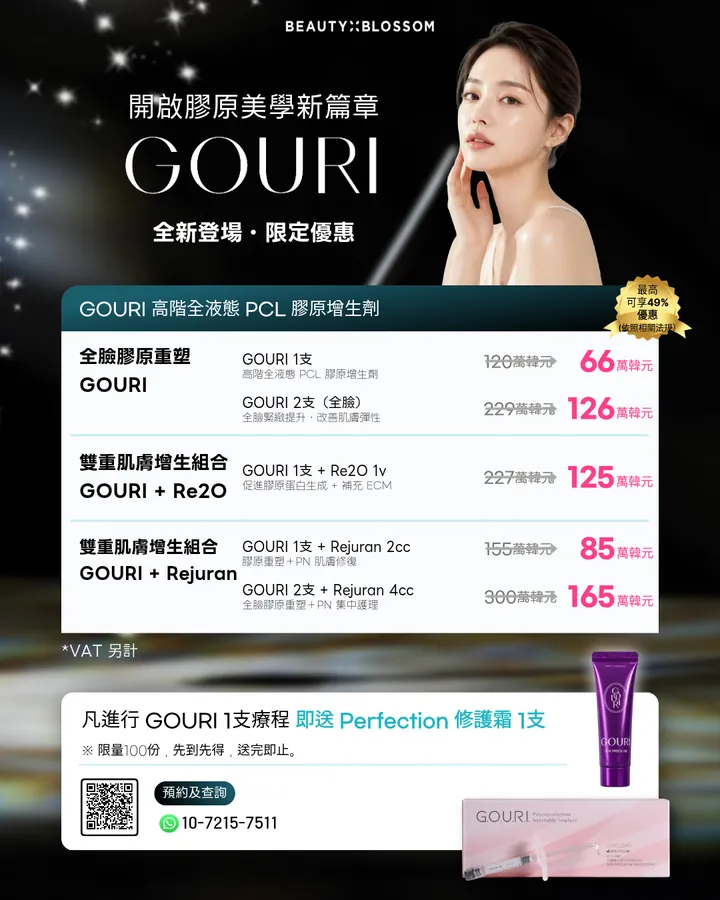 BEAUTY BLOSSOM
開啟膠原美學新篇章
GOURI
全新登場・限定優惠
GOURI 高階全液態 PCL 膠原增生劑
最高
可享49%
優惠
(依照相關法規)
全臉膠原重塑
GOURI
GOURI 1支
高階全液態 PCL 膠原增生劑
120萬韓元
66萬韓元
GOURI 2支（全臉）
全臉緊緻提升・改善肌膚彈性
229萬韓元
126萬韓元
雙重肌膚增生組合
GOURI + Re2O
GOURI 1支 + Re2O 1v
促進膠原蛋白生成 + 補充 ECM
227萬韓元
125萬韓元
雙重肌膚增生組合
GOURI + Rejuran
GOURI 1支 + Rejuran 2cc
膠原重塑＋PN 肌膚修復
155萬韓元
85萬韓元
GOURI 2支 + Rejuran 4cc
全臉膠原重塑＋PN 集中護理
300萬韓元
165萬韓元
*VAT 另計
凡進行 GOURI 1支療程 即送 Perfection 修護霜 1支
※ 限量100份，先到先得，送完即止。
預約及查詢
10-7215-7511
GOURI
GOURI
G.O.U.R.I.
Polycaprolactone
Injectable Implant